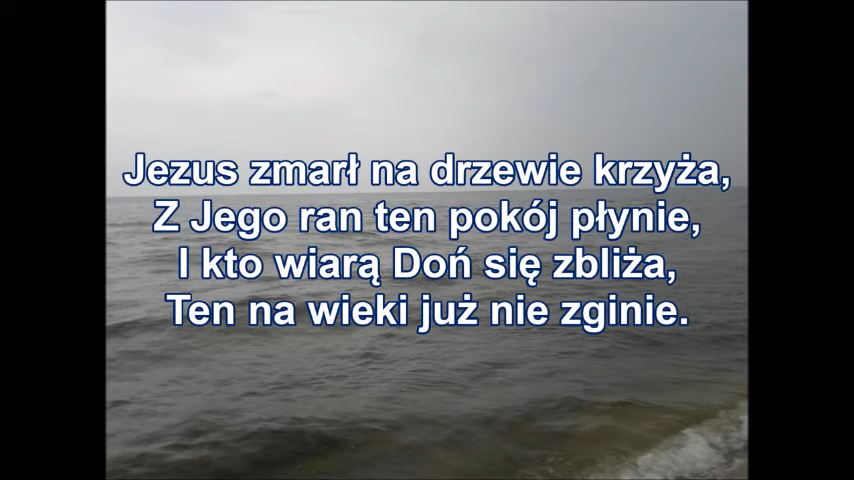 Jezus zmarł na drzewie krzyża,
Z Jego ran ten pokój płynie,
I kto wiarą Doń się zbliża,
Ten na wieki już nie zginie.